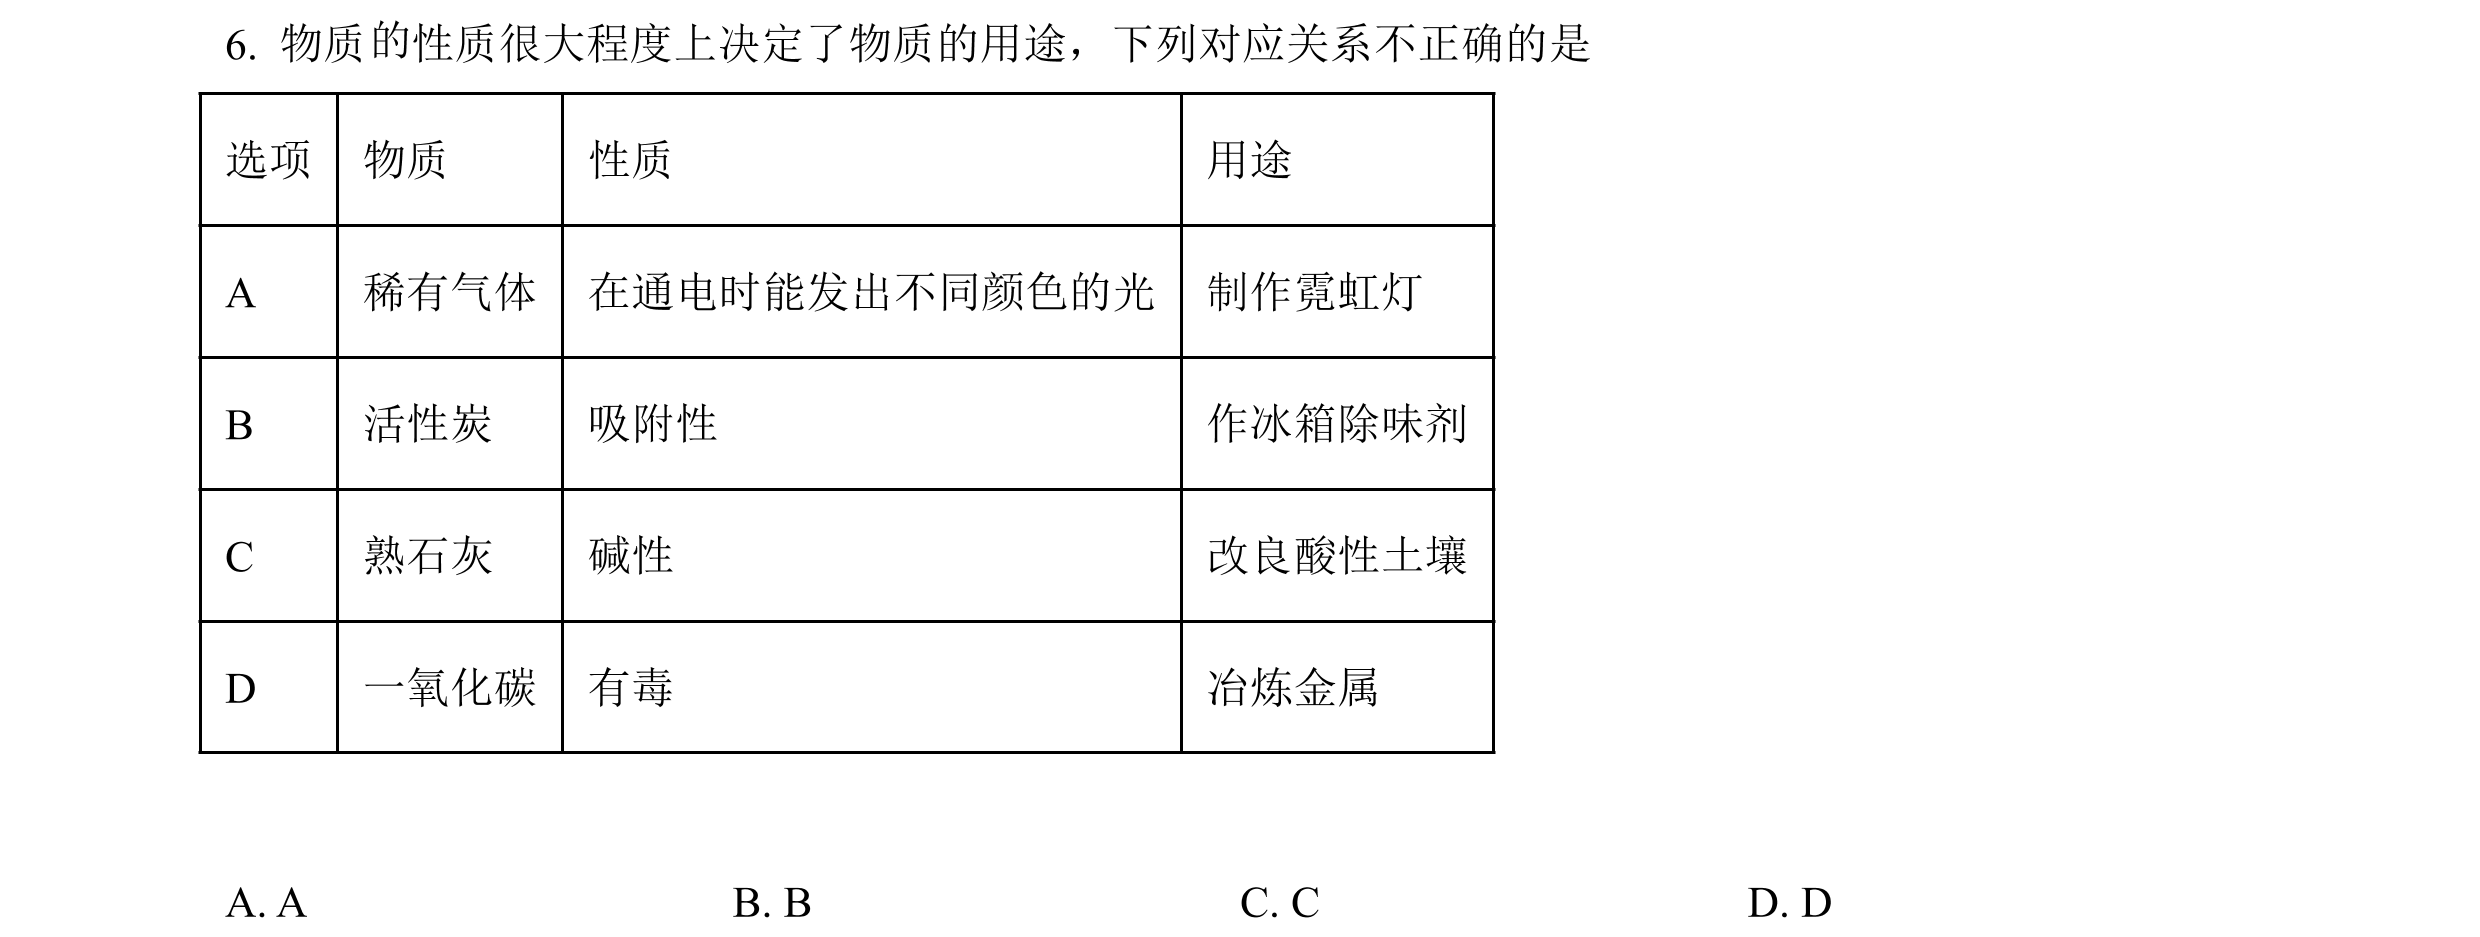 6. 物质的性质很大程度上决定了物质的用途，下列对应关系不正确的是
选项 物质 性质 用途
A 稀有气体 在通电时能发出不同颜色的光 制作霓虹灯
B 活性炭 吸附性 作冰箱除味剂
C 熟石灰 碱性 改良酸性土壤
D 一氧化碳 有毒 冶炼金属
A. A B. B C. C D. D